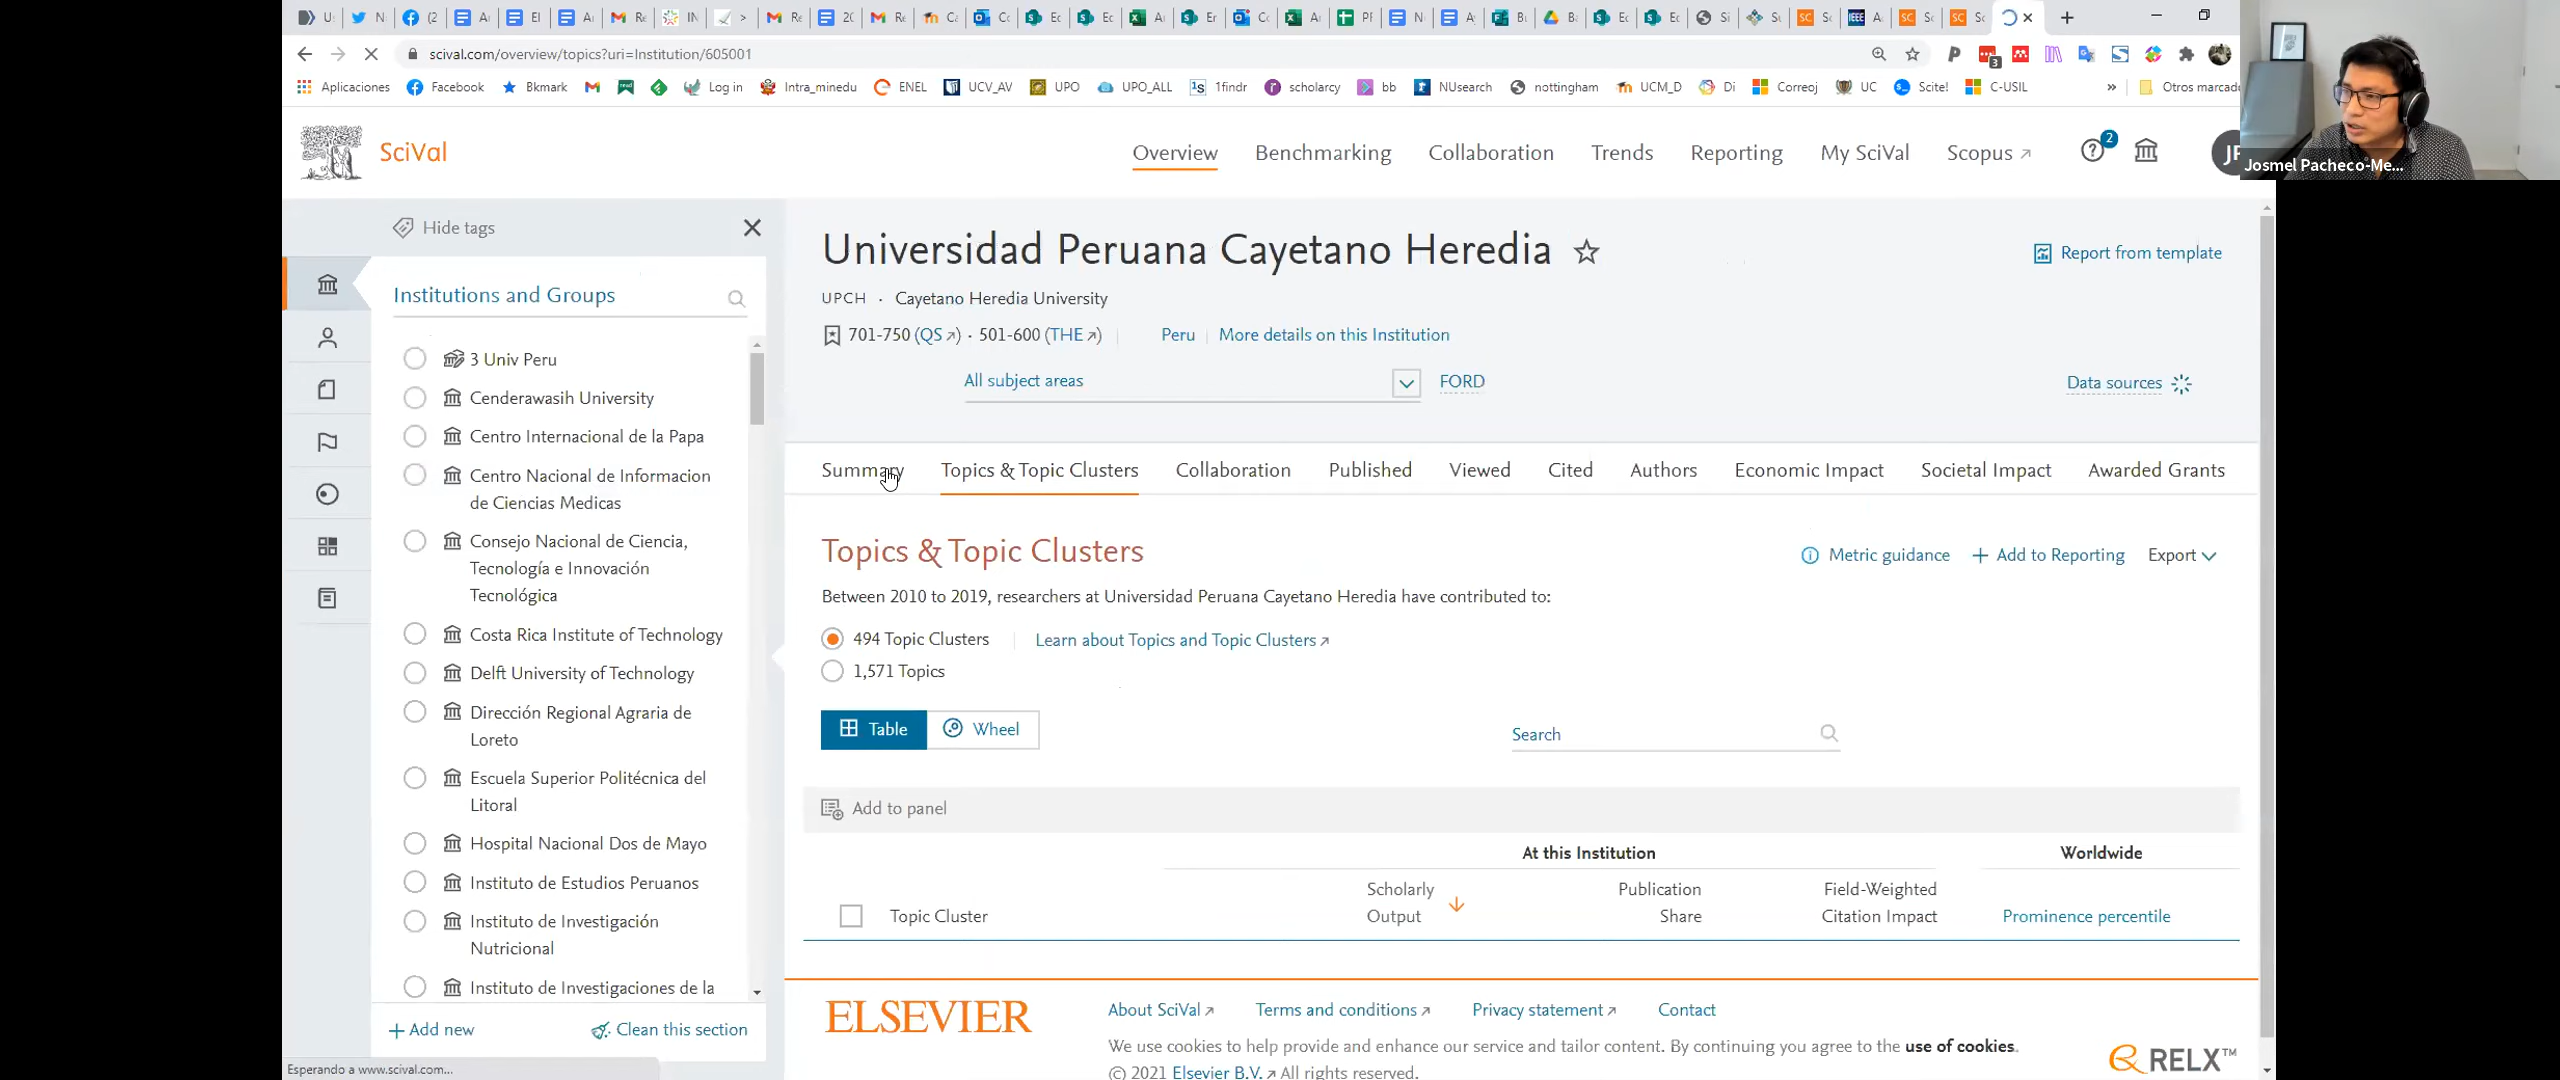 scival.com/overview/topics?uri=Institution/605001
Aplicaciones Facebook Bkmark Log in Intra_minedu ENEL UCV_AV UPO UPO_ALL 1findr scholarcy bb NUsearch nottingham UCM_D Di Correoj UC Scite! C-USIL » Otros marcado
Josmel Pacheco-Me...
SciVal
Overview Benchmarking Collaboration Trends Reporting My SciVal Scopus
2
Hide tags
Institutions and Groups
3 Univ Peru
Cenderawasih University
Centro Internacional de la Papa
Centro Nacional de Informacion
de Ciencias Medicas
Consejo Nacional de Ciencia,
Tecnología e Innovación
Tecnológica
Costa Rica Institute of Technology
Delft University of Technology
Dirección Regional Agraria de
Loreto
Escuela Superior Politécnica del
Litoral
Hospital Nacional Dos de Mayo
Instituto de Estudios Peruanos
Instituto de Investigación
Nutricional
Instituto de Investigaciones de la
+ Add new Clean this section
Esperando a www.scival.com...
Universidad Peruana Cayetano Heredia
Report from template
UPCH · Cayetano Heredia University
701-750 (QS) · 501-600 (THE) Peru More details on this Institution
All subject areas FORD
Data sources
Summary Topics & Topic Clusters Collaboration Published Viewed Cited Authors Economic Impact Societal Impact Awarded Grants
Topics & Topic Clusters
Metric guidance + Add to Reporting Export
Between 2010 to 2019, researchers at Universidad Peruana Cayetano Heredia have contributed to:
494 Topic Clusters Learn about Topics and Topic Clusters
1,571 Topics
Table Wheel
Search
Add to panel
At this Institution Worldwide
Topic Cluster Scholarly Output Publication Share Field-Weighted Citation Impact Prominence percentile
ELSEVIER
About SciVal Terms and conditions Privacy statement Contact
We use cookies to help provide and enhance our service and tailor content. By continuing you agree to the use of cookies.
© 2021 Elsevier B.V. All rights reserved.
RELX™